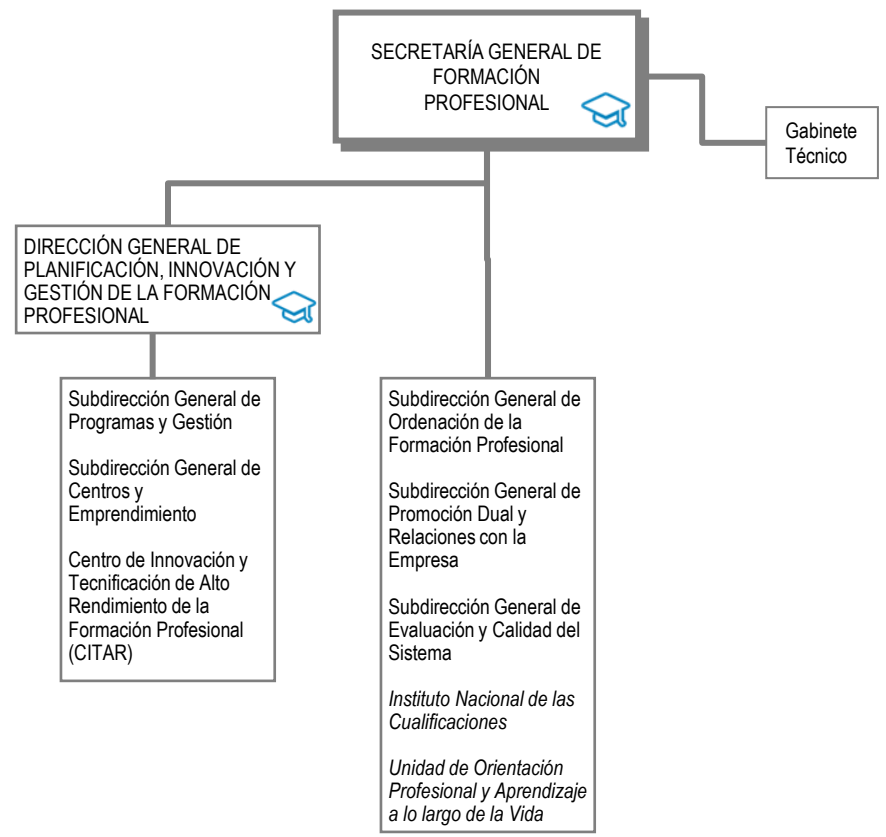 SECRETARÍA GENERAL DE
FORMACIÓN
PROFESIONAL
Gabinete
Técnico
DIRECCIÓN GENERAL DE
PLANIFICACIÓN, INNOVACIÓN Y
GESTIÓN DE LA FORMACIÓN
PROFESIONAL
Subdirección General de
Programas y Gestión
Subdirección General de
Centros y
Emprendimiento
Centro de Innovación y
Tecnificación de Alto
Rendimiento de la
Formación Profesional
(CITAR)
Subdirección General de
Ordenación de la
Formación Profesional
Subdirección General de
Promoción Dual y
Relaciones con la
Empresa
Subdirección General de
Evaluación y Calidad del
Sistema
Instituto Nacional de las
Cualificaciones
Unidad de Orientación
Profesional y Aprendizaje
a lo largo de la Vida